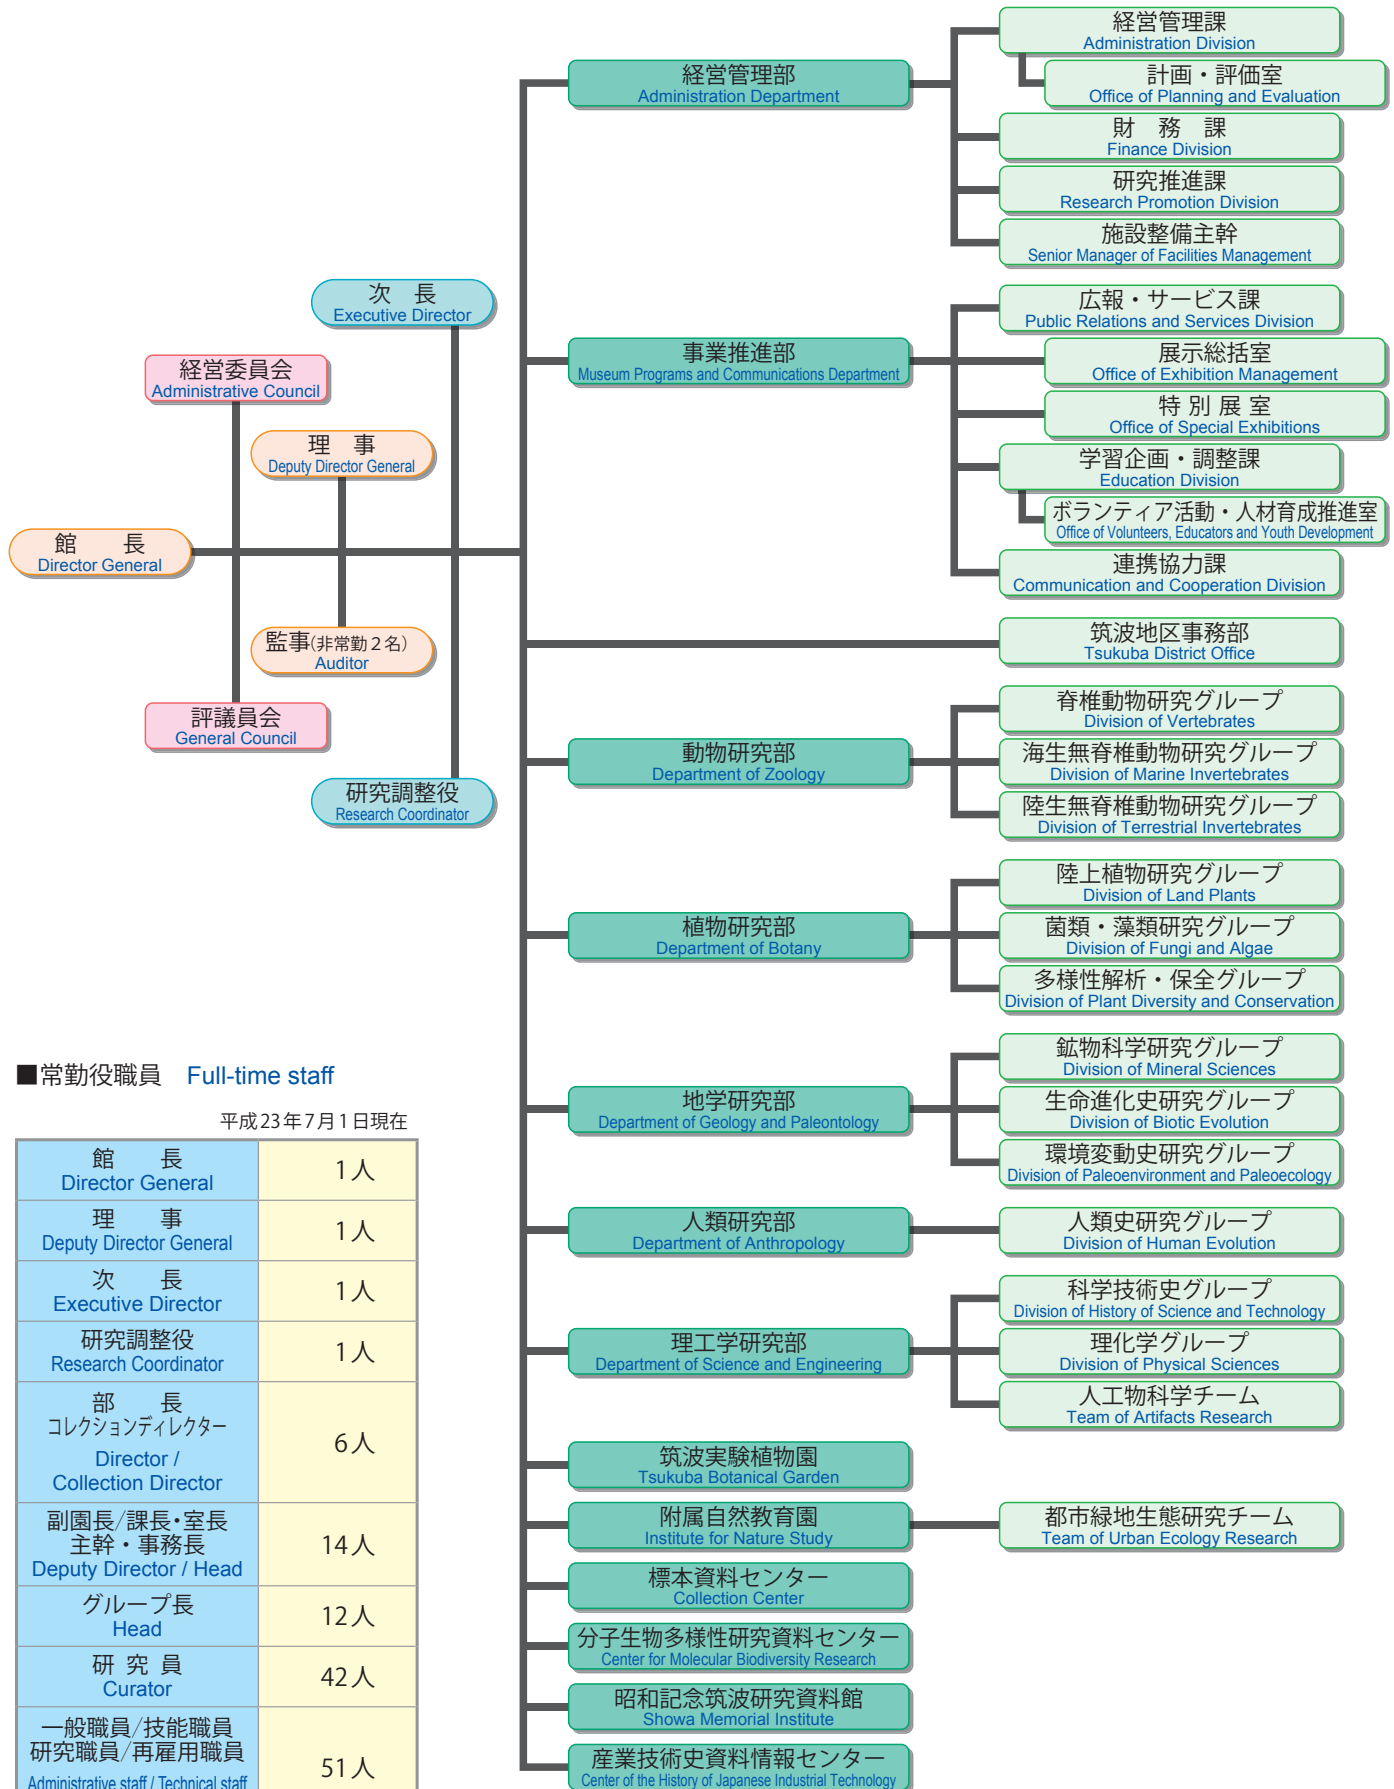 経営管理課
Administration Division
計画・評価室
Office of Planning and Evaluation
経営管理部
Administration Department
財　務　課
Finance Division
研究推進課
Research Promotion Division
施設整備主幹
Senior Manager of Facilities Management
次　長
Executive Director
経営委員会
Administrative Council
理　事
Deputy Director General
館　　長
Director General
監事(非常勤２名)
Auditor
評議員会
General Council
研究調整役
Research Coordinator
事業推進部
Museum Programs and Communications Department
広報・サービス課
Public Relations and Services Division
展示総括室
Office of Exhibition Management
特 別 展 室
Office of Special Exhibitions
学習企画・調整課
Education Division
ボランティア活動・人材育成推進室
Office of Volunteers, Educators and Youth Development
連携協力課
Communication and Cooperation Division
筑波地区事務部
Tsukuba District Office
動物研究部
Department of Zoology
脊椎動物研究グループ
Division of Vertebrates
海生無脊椎動物研究グループ
Division of Marine Invertebrates
陸生無脊椎動物研究グループ
Division of Terrestrial Invertebrates
植物研究部
Department of Botany
陸上植物研究グループ
Division of Land Plants
菌類・藻類研究グループ
Division of Fungi and Algae
多様性解析・保全グループ
Division of Plant Diversity and Conservation
地学研究部
Department of Geology and Paleontology
鉱物科学研究グループ
Division of Mineral Sciences
生命進化史研究グループ
Division of Biotic Evolution
環境変動史研究グループ
Division of Paleoenvironment and Paleoecology
人類研究部
Department of Anthropology
人類史研究グループ
Division of Human Evolution
理工学研究部
Department of Science and Engineering
科学技術史グループ
Division of History of Science and Technology
理化学グループ
Division of Physical Sciences
人工物科学チーム
Team of Artifacts Research
筑波実験植物園
Tsukuba Botanical Garden
附属自然教育園
Institute for Nature Study
都市緑地生態研究チーム
Team of Urban Ecology Research
標本資料センター
Collection Center
分子生物多様性研究資料センター
Center for Molecular Biodiversity Research
昭和記念筑波研究資料館
Showa Memorial Institute
産業技術史資料情報センター
Center of the History of Japanese Industrial Technology
■常勤役職員　Full-time staff
平成23年7月1日現在
館　　長
Director General
1人
理　　事
Deputy Director General
1人
次　　長
Executive Director
1人
研究調整役
Research Coordinator
1人
部　　長
コレクションディレクター
Director /
Collection Director
6人
副園長/課長・室長
主幹・事務長
Deputy Director / Head
14人
グループ長
Head
12人
研 究 員
Curator
42人
一般職員/技能職員
研究職員/再雇用職員
Administrative staff / Technical staff
51人